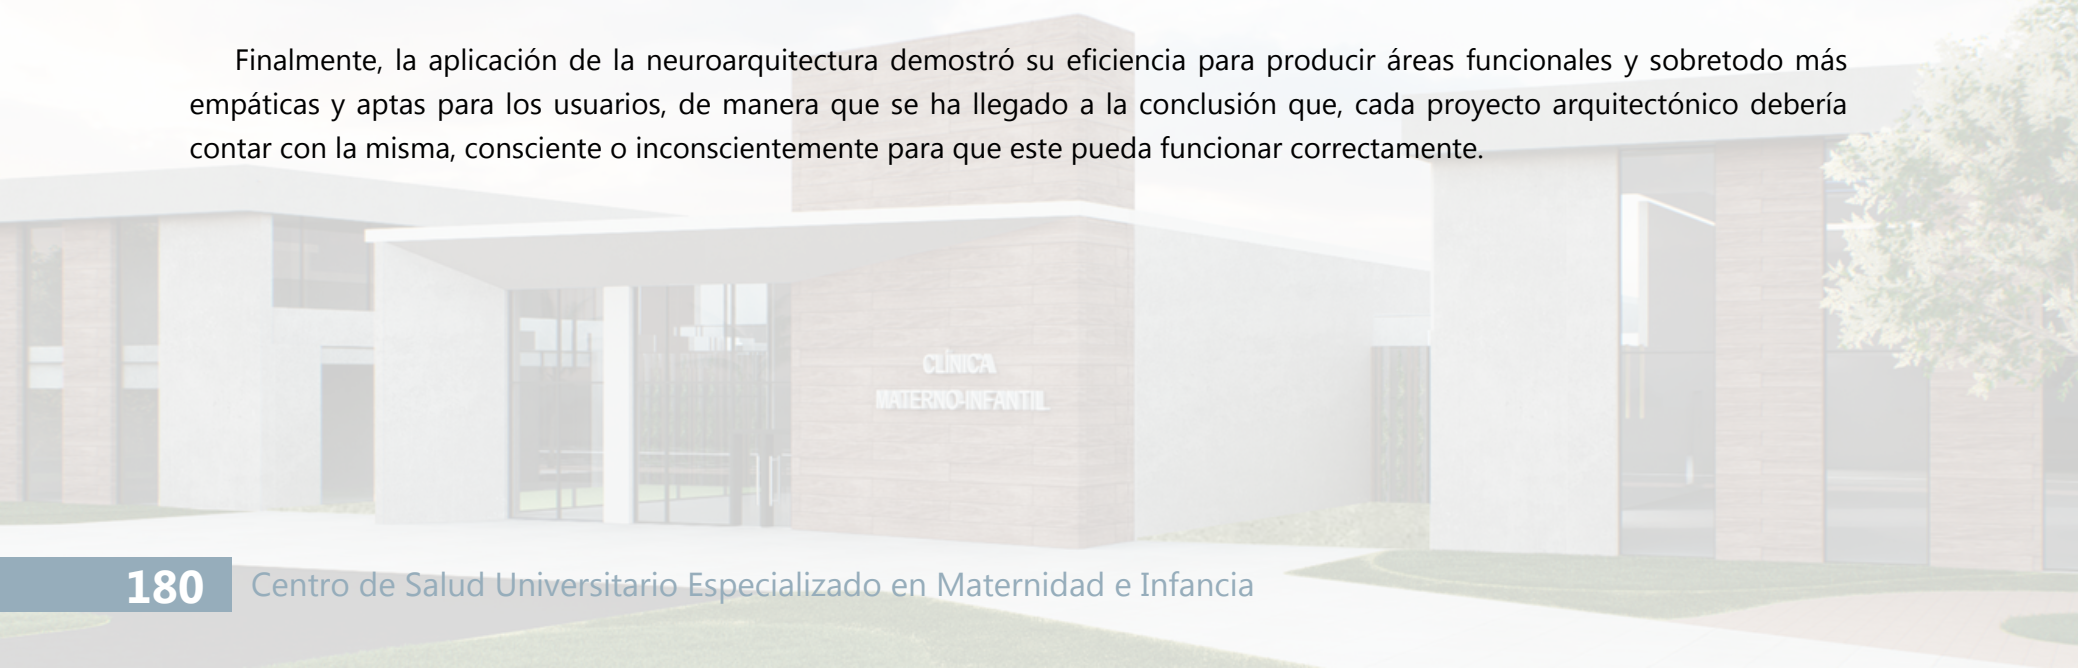 Finalmente, la aplicación de la neuroarquitectura demostró su eficiencia para producir áreas funcionales y sobretodo más
empáticas y aptas para los usuarios, de manera que se ha llegado a la conclusión que, cada proyecto arquitectónico debería
contar con la misma, consciente o inconscientemente para que este pueda funcionar correctamente.
CLÍNICA
MATERNO-INFANTIL
180 Centro de Salud Universitario Especializado en Maternidad e Infancia